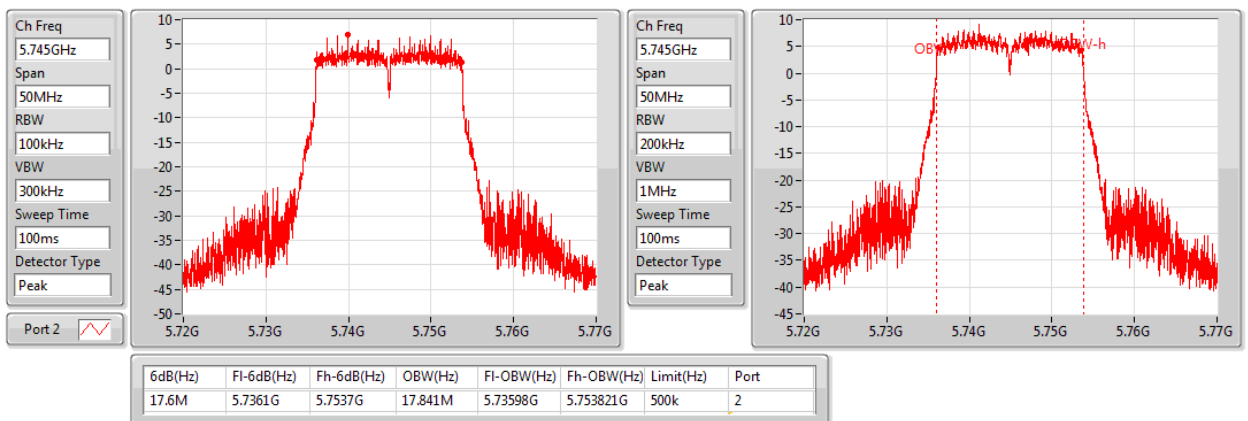 Ch Freq
5.745GHz
Span
50MHz
RBW
100kHz
VBW
300kHz
Sweep Time
100ms
Detector Type
Peak
Port 2
10
5
0
-5
-10
-15
-20
-25
-30
-35
-40
-45
-50
5.72G 5.73G 5.74G 5.75G 5.76G 5.77G
Ch Freq
5.745GHz
Span
50MHz
RBW
200kHz
VBW
1MHz
Sweep Time
100ms
Detector Type
Peak
10
5
0
-5
-10
-15
-20
-25
-30
-35
-40
-45
5.72G 5.73G 5.74G 5.75G 5.76G 5.77G
6dB(Hz) Fl-6dB(Hz) Fh-6dB(Hz) OBW(Hz) Fl-OBW(Hz) Fh-OBW(Hz) Limit(Hz) Port
17.6M 5.7361G 5.7537G 17.841M 5.73598G 5.753821G 500k 2